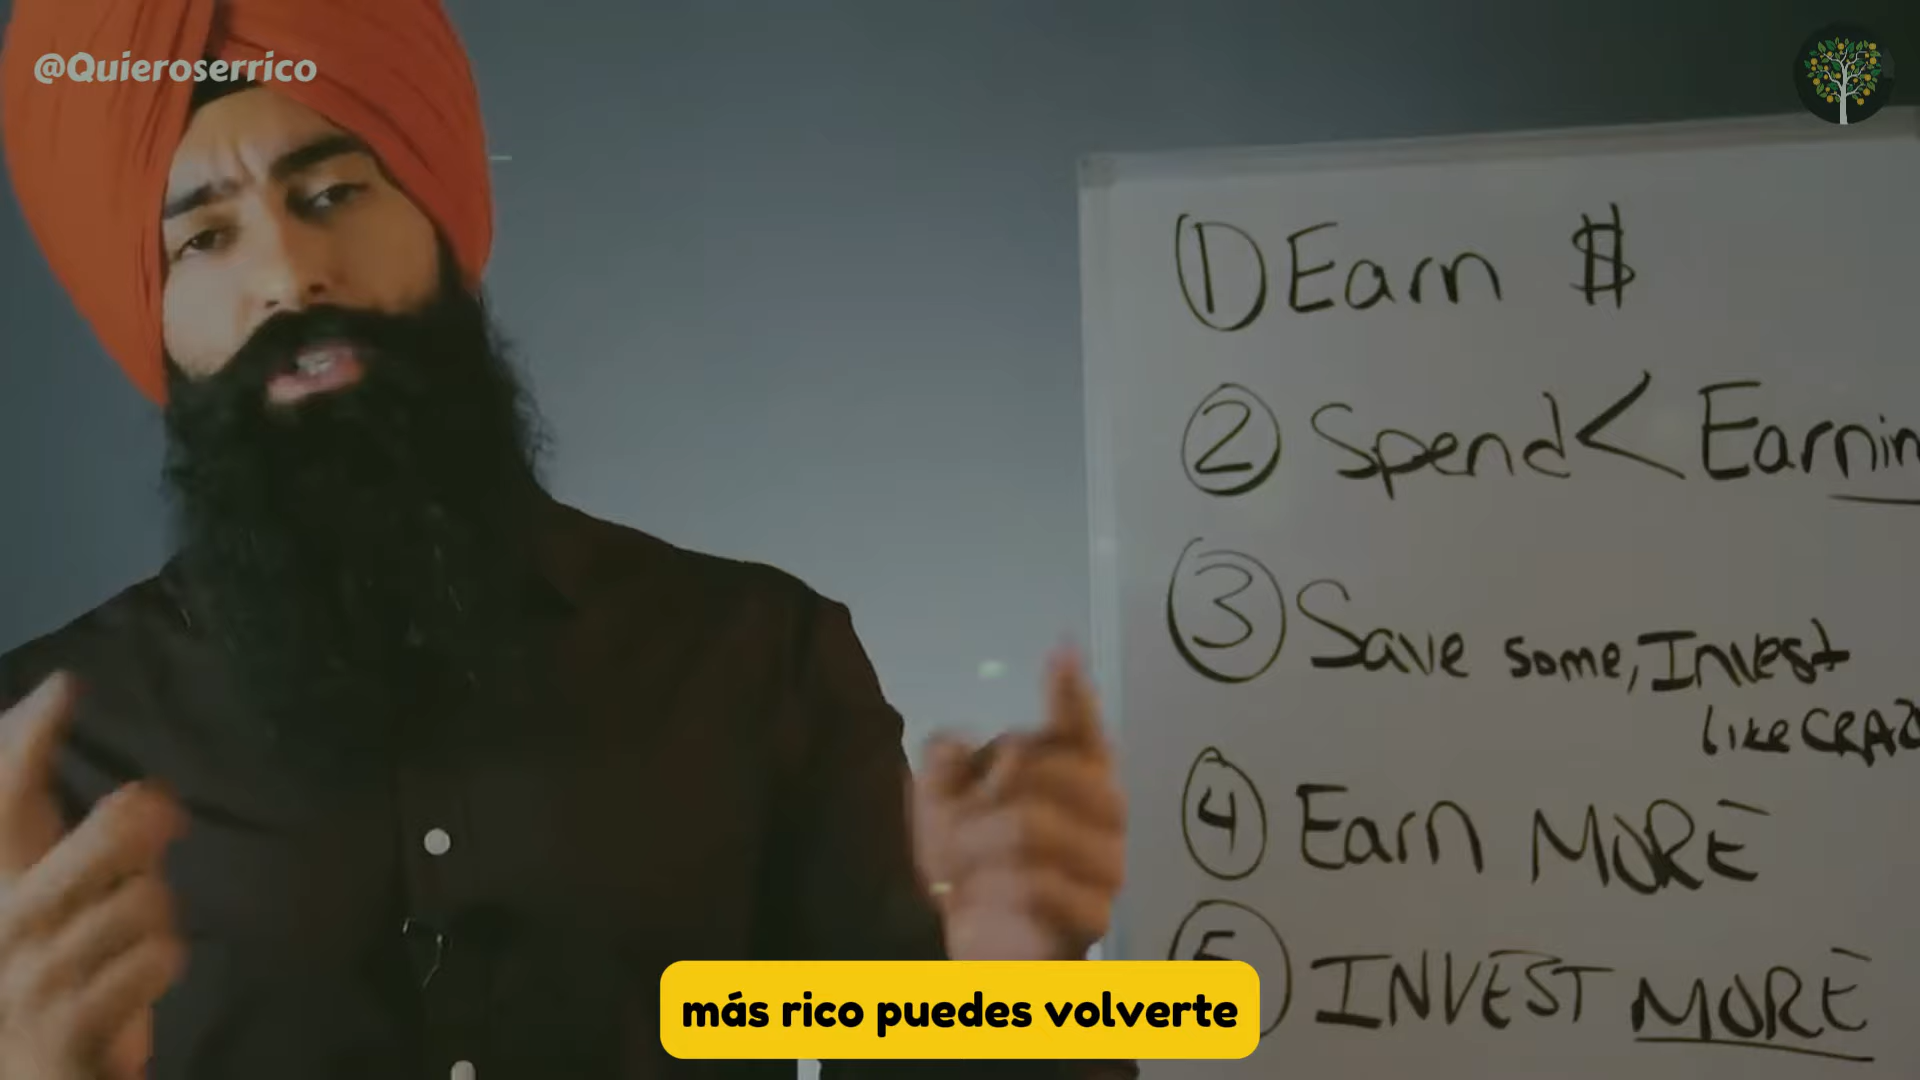 @Quieroserrico
① Earn $
② Spend < Earnin
③ Save some, Invest
like CRAZ
④ Earn MORE
⑤ INVEST MORE
más rico puedes volverte